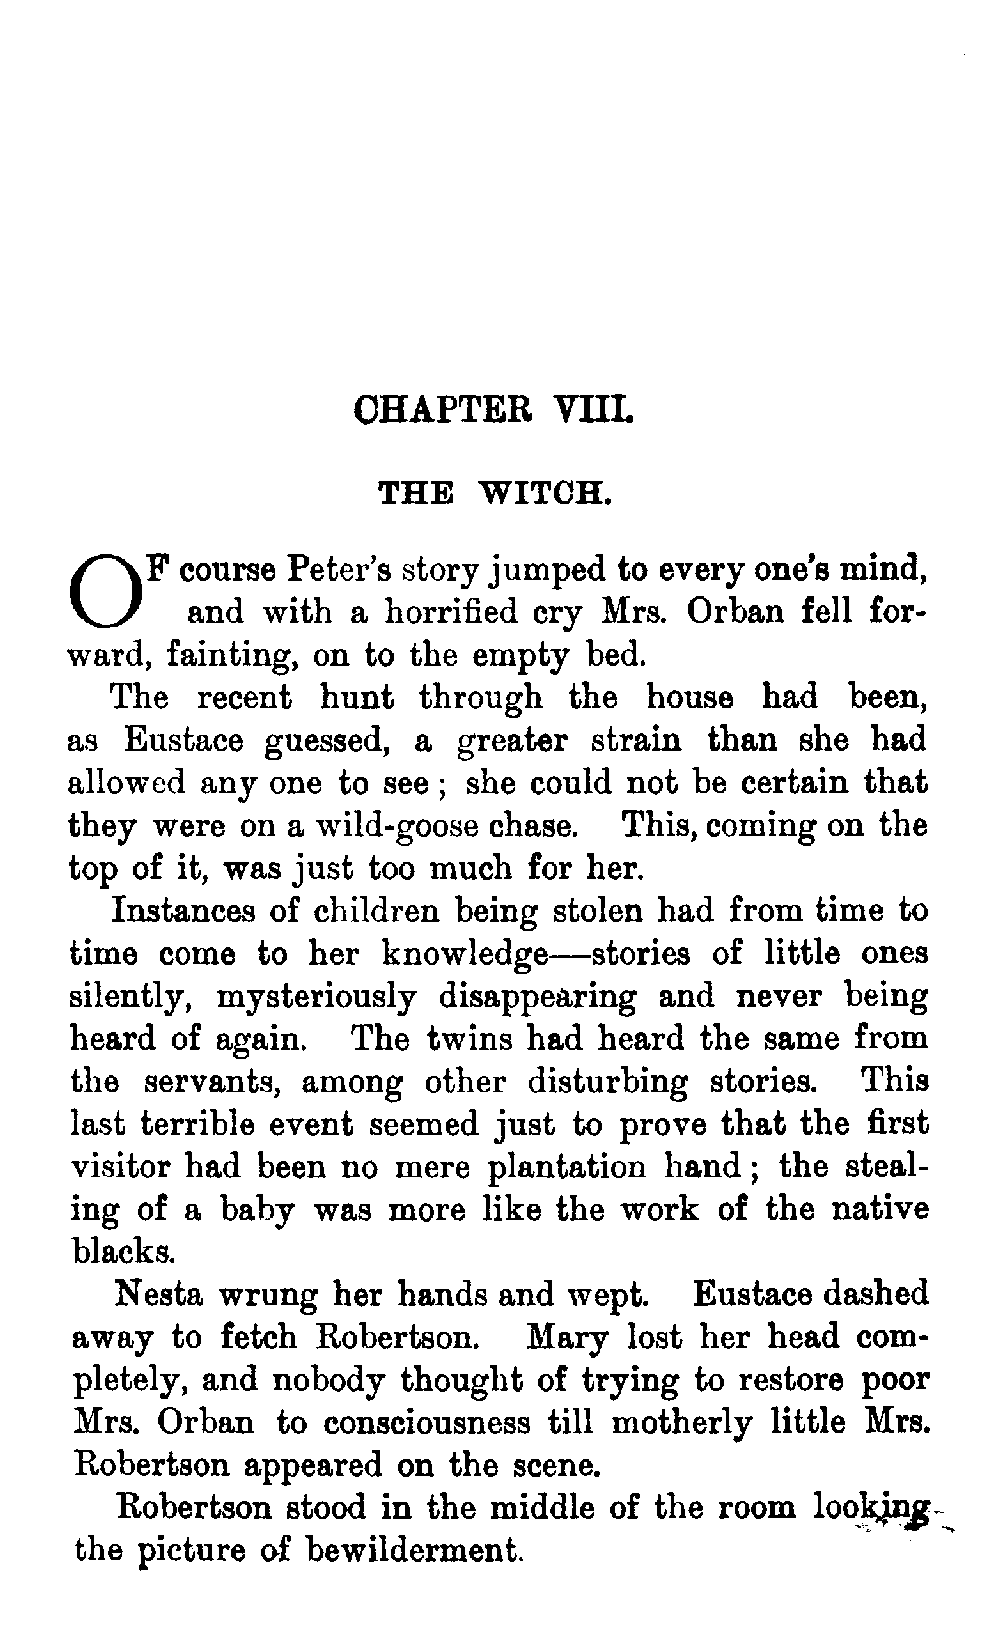 CHAPTER VIII.
THE WITCH.
OF course Peter's story jumped to every one's mind,
and with a horrified cry Mrs. Orban fell for-
ward, fainting, on to the empty bed.
The recent hunt through the house had been,
as Eustace guessed, a greater strain than she had
allowed any one to see ; she could not be certain that
they were on a wild-goose chase. This, coming on the
top of it, was just too much for her.
Instances of children being stolen had from time to
time come to her knowledge—stories of little ones
silently, mysteriously disappearing and never being
heard of again. The twins had heard the same from
the servants, among other disturbing stories. This
last terrible event seemed just to prove that the first
visitor had been no mere plantation hand ; the steal-
ing of a baby was more like the work of the native
blacks.
Nesta wrung her hands and wept. Eustace dashed
away to fetch Robertson. Mary lost her head com-
pletely, and nobody thought of trying to restore poor
Mrs. Orban to consciousness till motherly little Mrs.
Robertson appeared on the scene.
Robertson stood in the middle of the room looking
the picture of bewilderment.